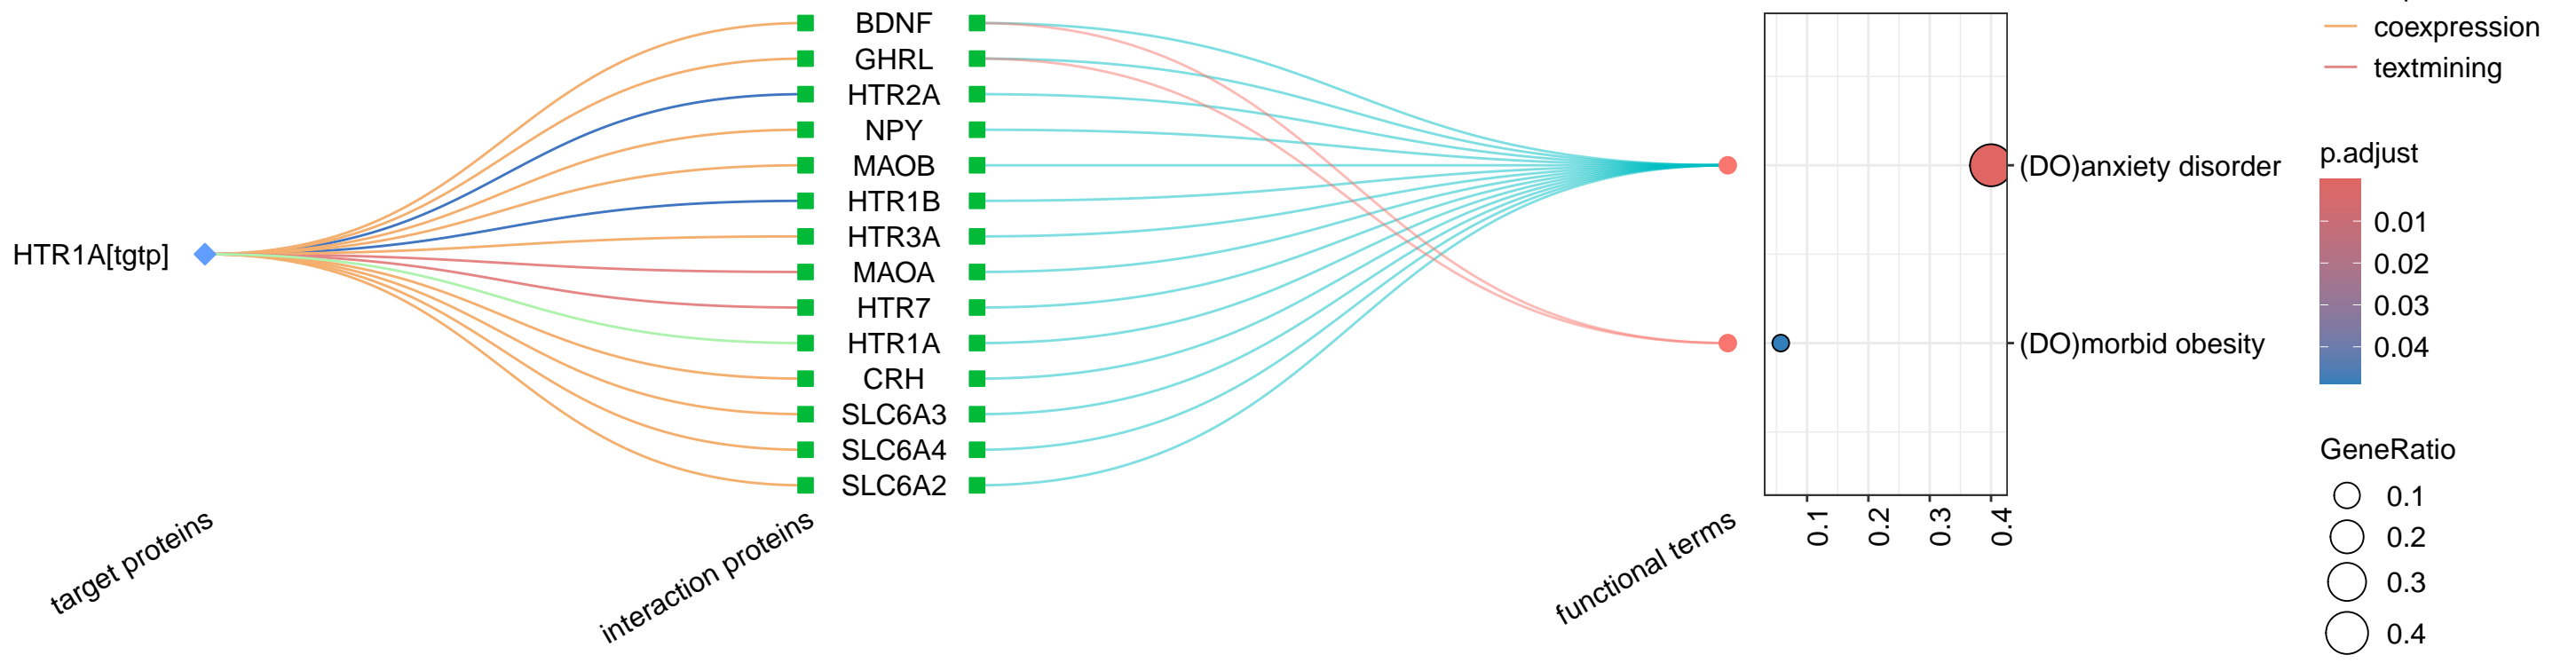 HTR1A[tgtp]
BDNF
GHRL
HTR2A
NPY
MAOB
HTR1B
HTR3A
MAOA
HTR7
HTR1A
CRH
SLC6A3
SLC6A4
SLC6A2
target proteins
interaction proteins
functional terms
0.1
0.2
0.3
0.4
(DO)anxiety disorder
(DO)morbid obesity
coexpression
textmining
p.adjust
0.01
0.02
0.03
0.04
GeneRatio
0.1
0.2
0.3
0.4